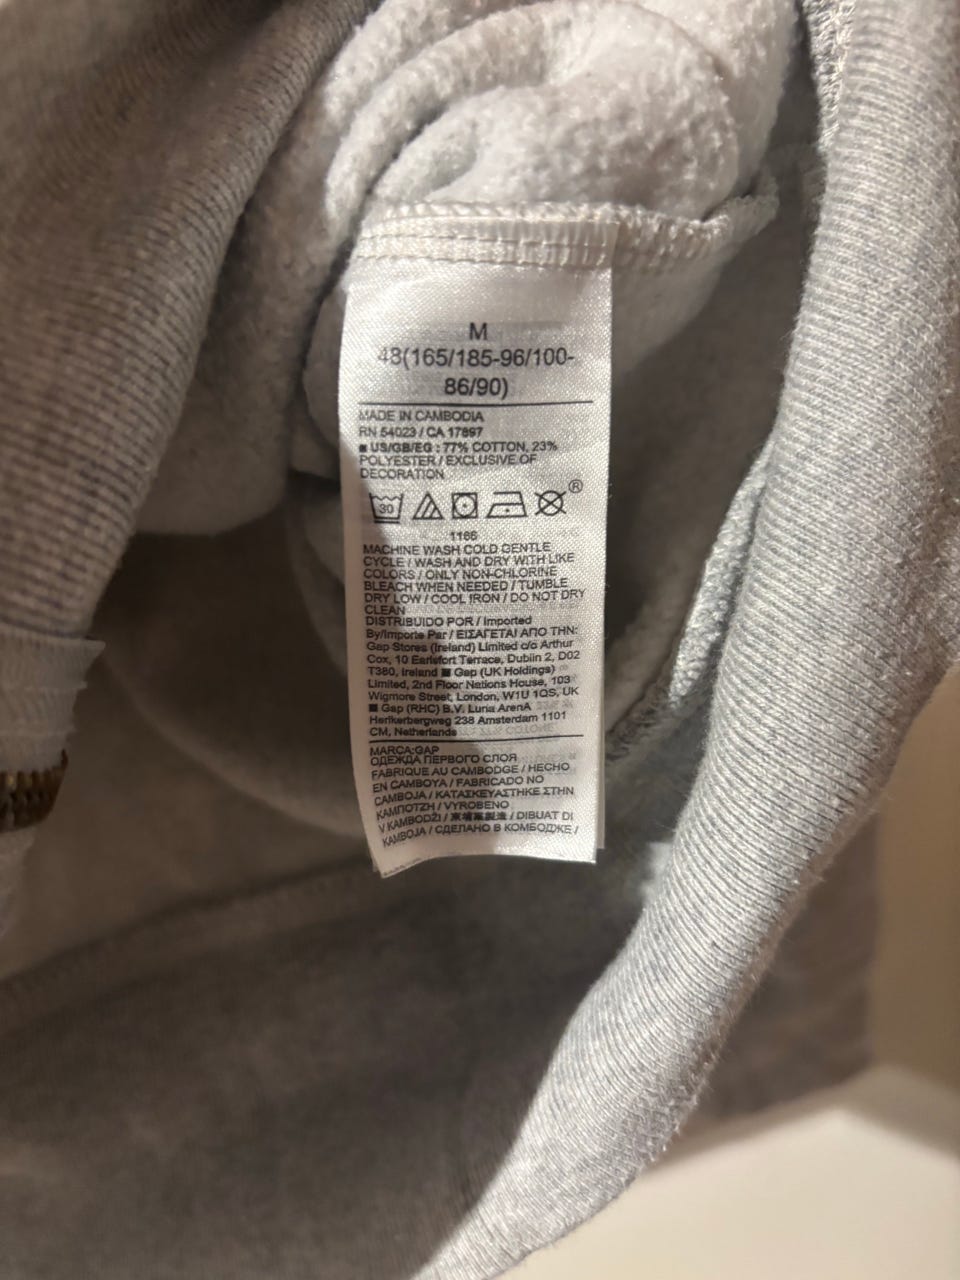 M
48(165/185-96/100-
86/90)
MADE IN CAMBODIA
RN 54023 / CA 17897
■ US/GB/EG : 77% COTTON, 23%
POLYESTER / EXCLUSIVE OF
DECORATION
30
®
1166
MACHINE WASH COLD GENTLE
CYCLE / WASH AND DRY WITH LIKE
COLORS / ONLY NON-CHLORINE
BLEACH WHEN NEEDED / TUMBLE
DRY LOW / COOL IRON / DO NOT DRY
CLEAN
DISTRIBUIDO POR / Imported
By/Importe Par / ΕΙΣΑΓΕΤΑΙ ΑΠΟ ΤΗΝ:
Gap Stores (Ireland) Limited c/o Arthur
Cox, 10 Earlsfort Terrace, Dublin 2, D02
T380, Ireland ■ Gap (UK Holdings)
Limited, 2nd Floor Nations House, 103
Wigmore Street, London, W1U 1QS, UK
■ Gap (RHC) B.V. Luna ArenA
Herikerbergweg 238 Amsterdam 1101
CM, Netherlands
MARCA:GAP
ОДЕЖДА ПЕРВОГО СЛОЯ
FABRIQUE AU CAMBODGE / HECHO
EN CAMBOYA / FABRICADO NO
CAMBOJA / ΚΑΤΑΣΚΕΥΑΣΤΗΚΕ ΣΤΗΝ
ΚΑΜΠΟΤΖΗ / VYROBENO
V KAMBODŽI / 柬埔寨製造 / DIBUAT DI
KAMBOJA / СДЕЛАНО В КОМБОДЖЕ /